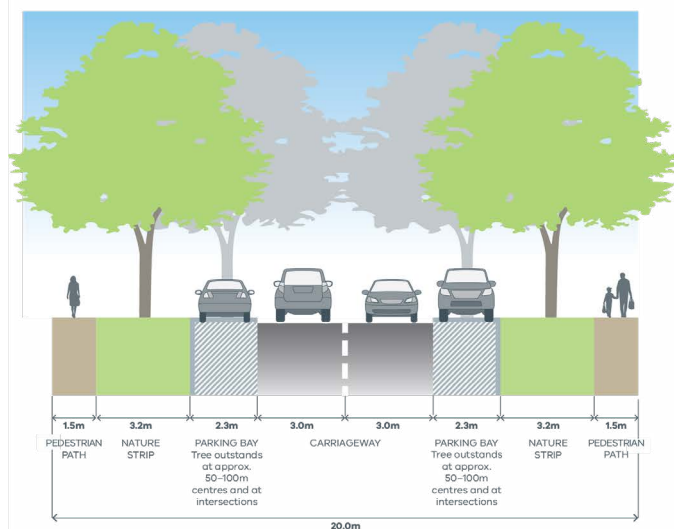 1.5m
3.2m
2.3m
3.0m
3.0m
2.3m
3.2m
1.5m
PEDESTRIAN
PATH
NATURE
STRIP
PARKING BAY
Tree outstands
at approx.
50–100m
centres and at
intersections
CARRIAGEWAY
PARKING BAY
Tree outstands
at approx.
50–100m
centres and at
intersections
NATURE
STRIP
PEDESTRIAN
PATH
20.0m